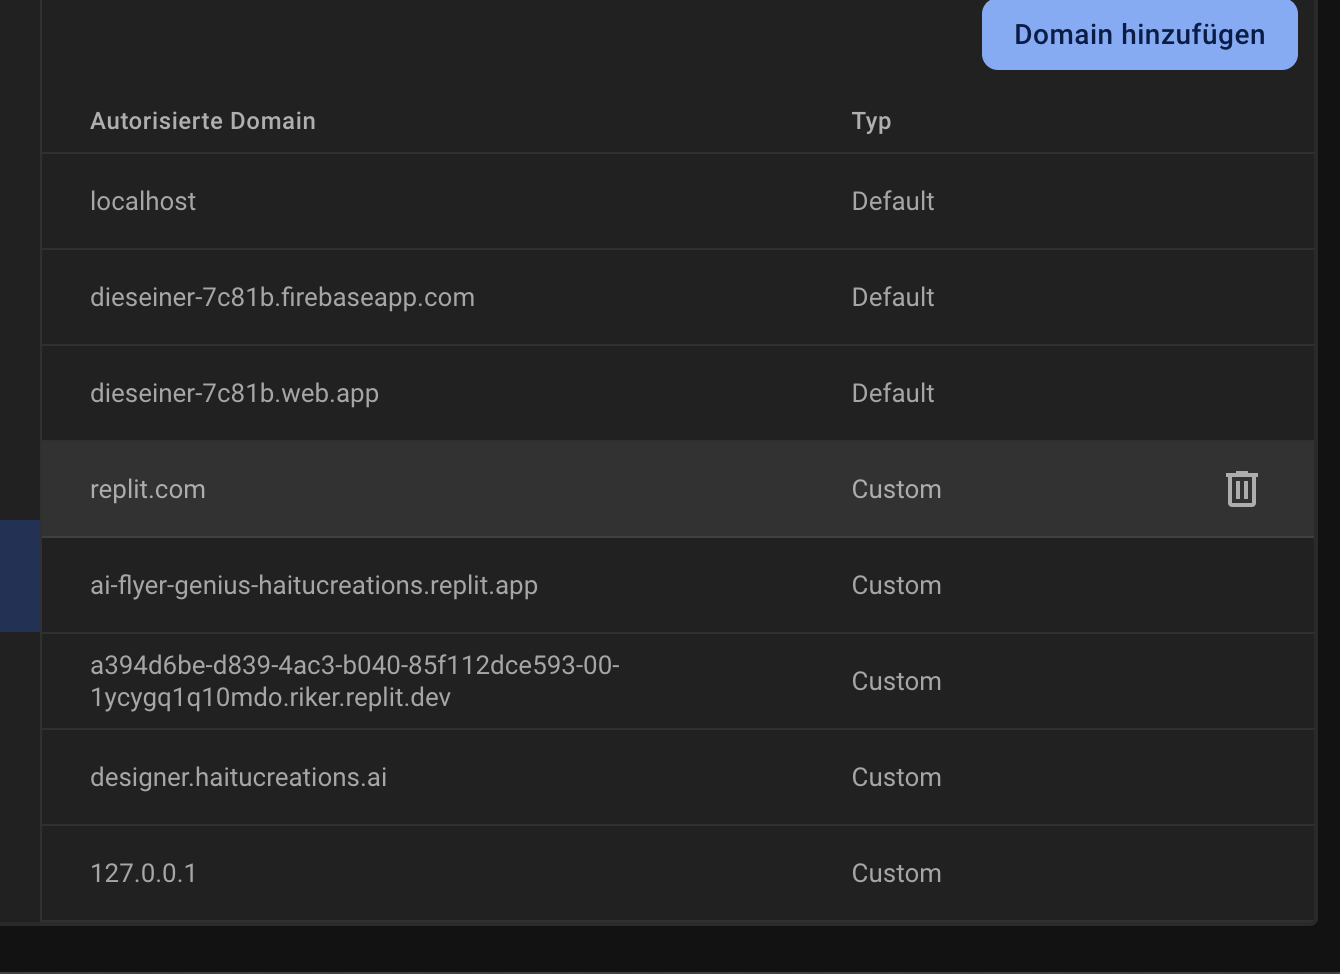 Domain hinzufügen
Autorisierte Domain Typ
localhost Default
dieseiner-7c81b.firebaseapp.com Default
dieseiner-7c81b.web.app Default
replit.com Custom
ai-flyer-genius-haitucreations.replit.app Custom
a394d6be-d839-4ac3-b040-85f112dce593-00-
1ycygq1q10mdo.riker.replit.dev Custom
designer.haitucreations.ai Custom
127.0.0.1 Custom